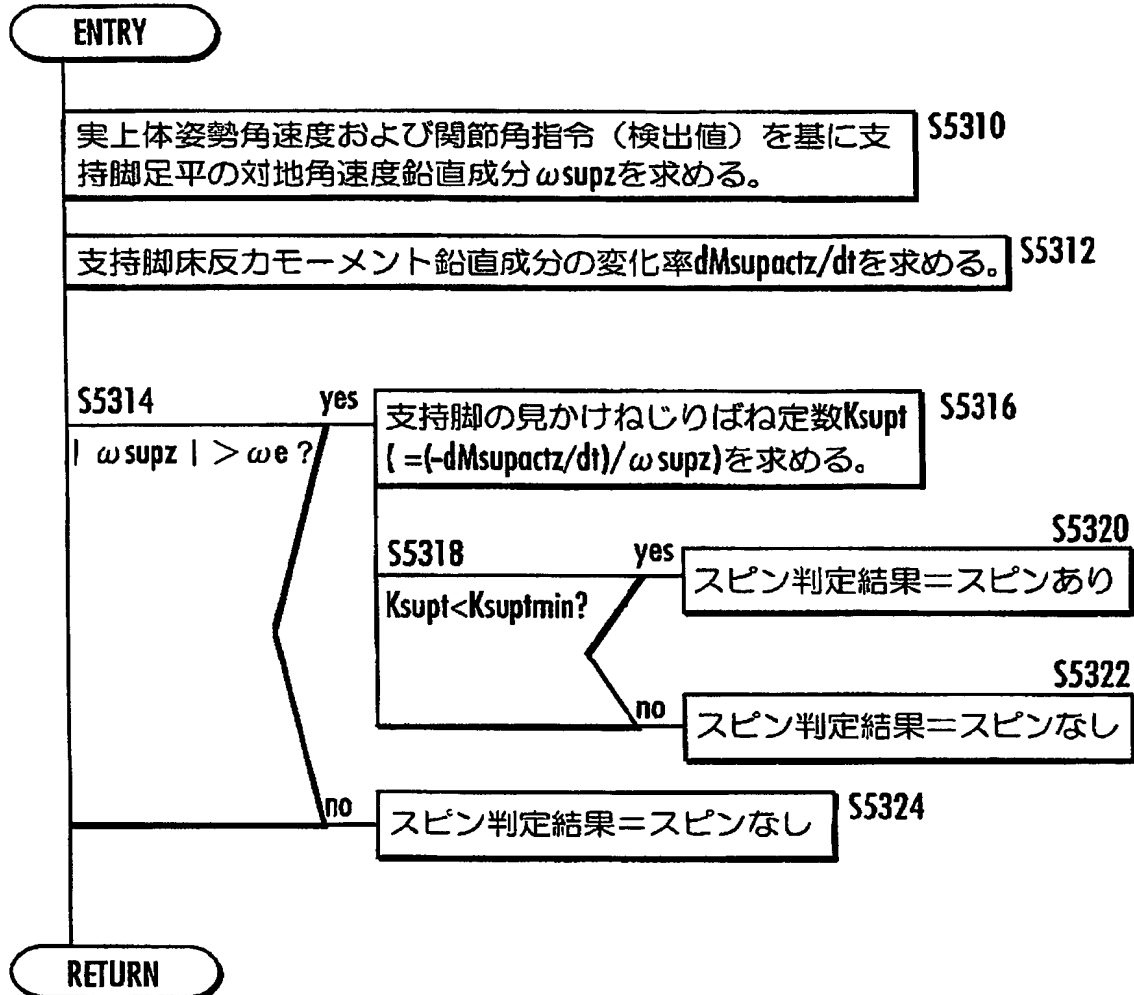 ENTRY
実上体姿勢角速度および関節角指令（検出値）を基に支
持脚足平の対地角速度鉛直成分ωsupzを求める。
S5310
支持脚床反力モーメント鉛直成分の変化率dMsupactz/dtを求める。
S5312
S5314
yes
| ωsupz | ＞ωe ?
支持脚の見かけねじりばね定数Ksupt
( =(-dMsupactz/dt)/ωsupz)を求める。
S5316
S5318
yes
Ksupt<Ksuptmin?
S5320
スピン判定結果＝スピンあり
S5322
no
スピン判定結果＝スピンなし
no
スピン判定結果＝スピンなし
S5324
RETURN